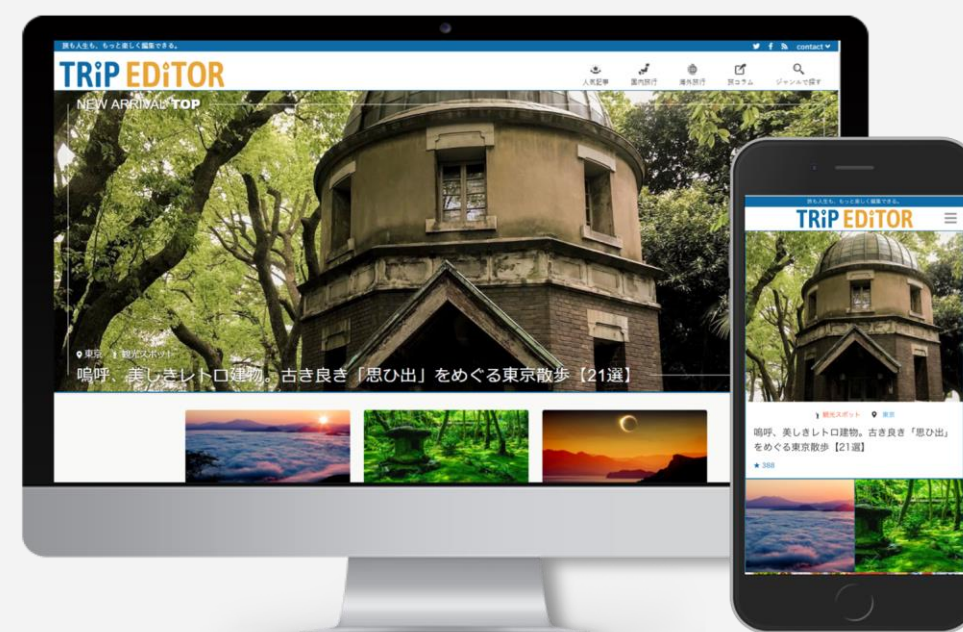 旅も人生も、もっと楽しく編集できる。
contact
TRiP EDiTOR
人気記事
国内旅行
海外旅行
旅コラム
ジャンルで探す
NEW ARRIVAL TOP
東京 観光スポット
嗚呼、美しきレトロ建物。古き良き「思ひ出」をめぐる東京散歩【21選】
旅も人生も、もっと楽しく編集できる。
TRiP EDiTOR
観光スポット 東京
嗚呼、美しきレトロ建物。古き良き「思ひ出」
をめぐる東京散歩【21選】
388